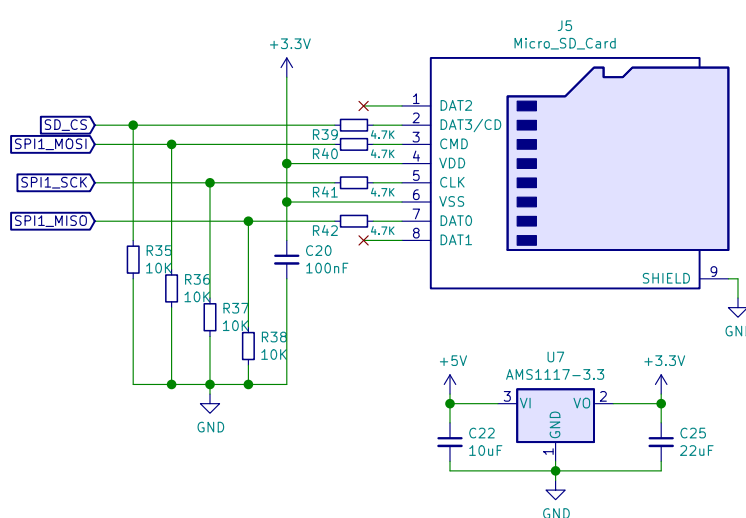 J5
Micro_SD_Card
+3.3V
1 DAT2
SD_CS
2 DAT3/CD
R39 4.7K
SPI1_MOSI
3 CMD
R40 4.7K
4 VDD
SPI1_SCK
5 CLK
R41 4.7K
6 VSS
SPI1_MISO
7 DAT0
R42 4.7K
8 DAT1
R35
10K
C20
100nF
R36
10K
SHIELD 9
R37
10K
GND
R38
10K
GND
+5V
U7
AMS1117-3.3
+3.3V
3 VI
VO 2
GND
1
C22
10uF
C25
22uF
GND